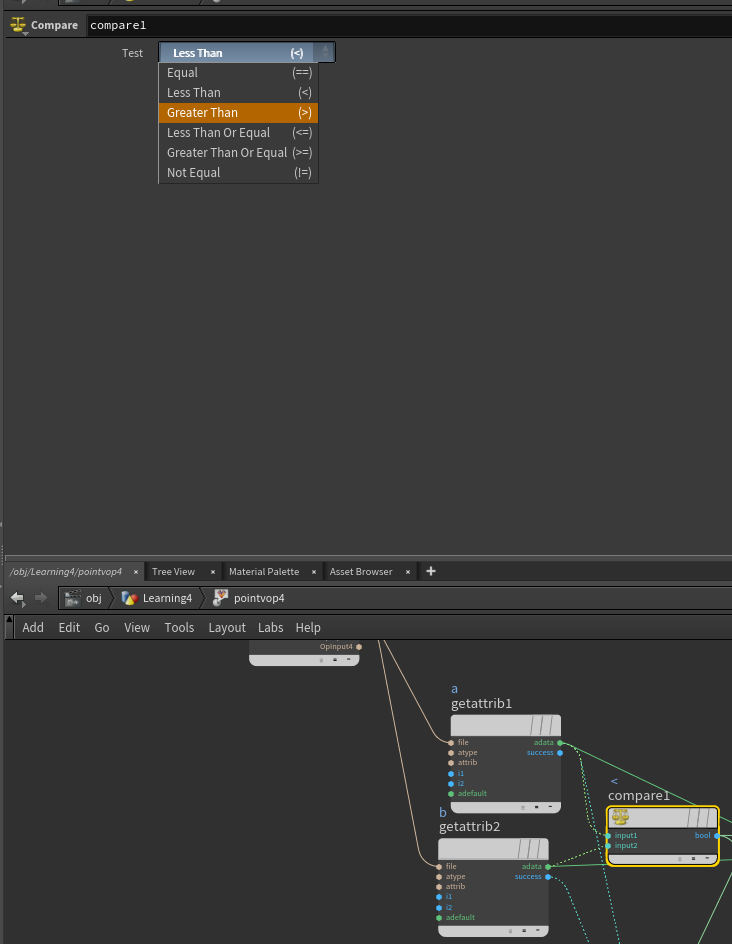 Compare compare1
Test Less Than (<)
Equal (==)
Less Than (<)
Greater Than (>)
Less Than Or Equal (<=)
Greater Than Or Equal (>=)
Not Equal (!=)
/obj/Learning4/pointvop4 × Tree View × Material Palette × Asset Browser × +
obj Learning4 pointvop4
Add Edit Go View Tools Layout Labs Help
OpInput4
a
getattrib1
file adata
atype success
attrib
i1
i2
adefault
<
compare1
input1 bool
input2
b
getattrib2
file adata
atype success
attrib
i1
i2
adefault